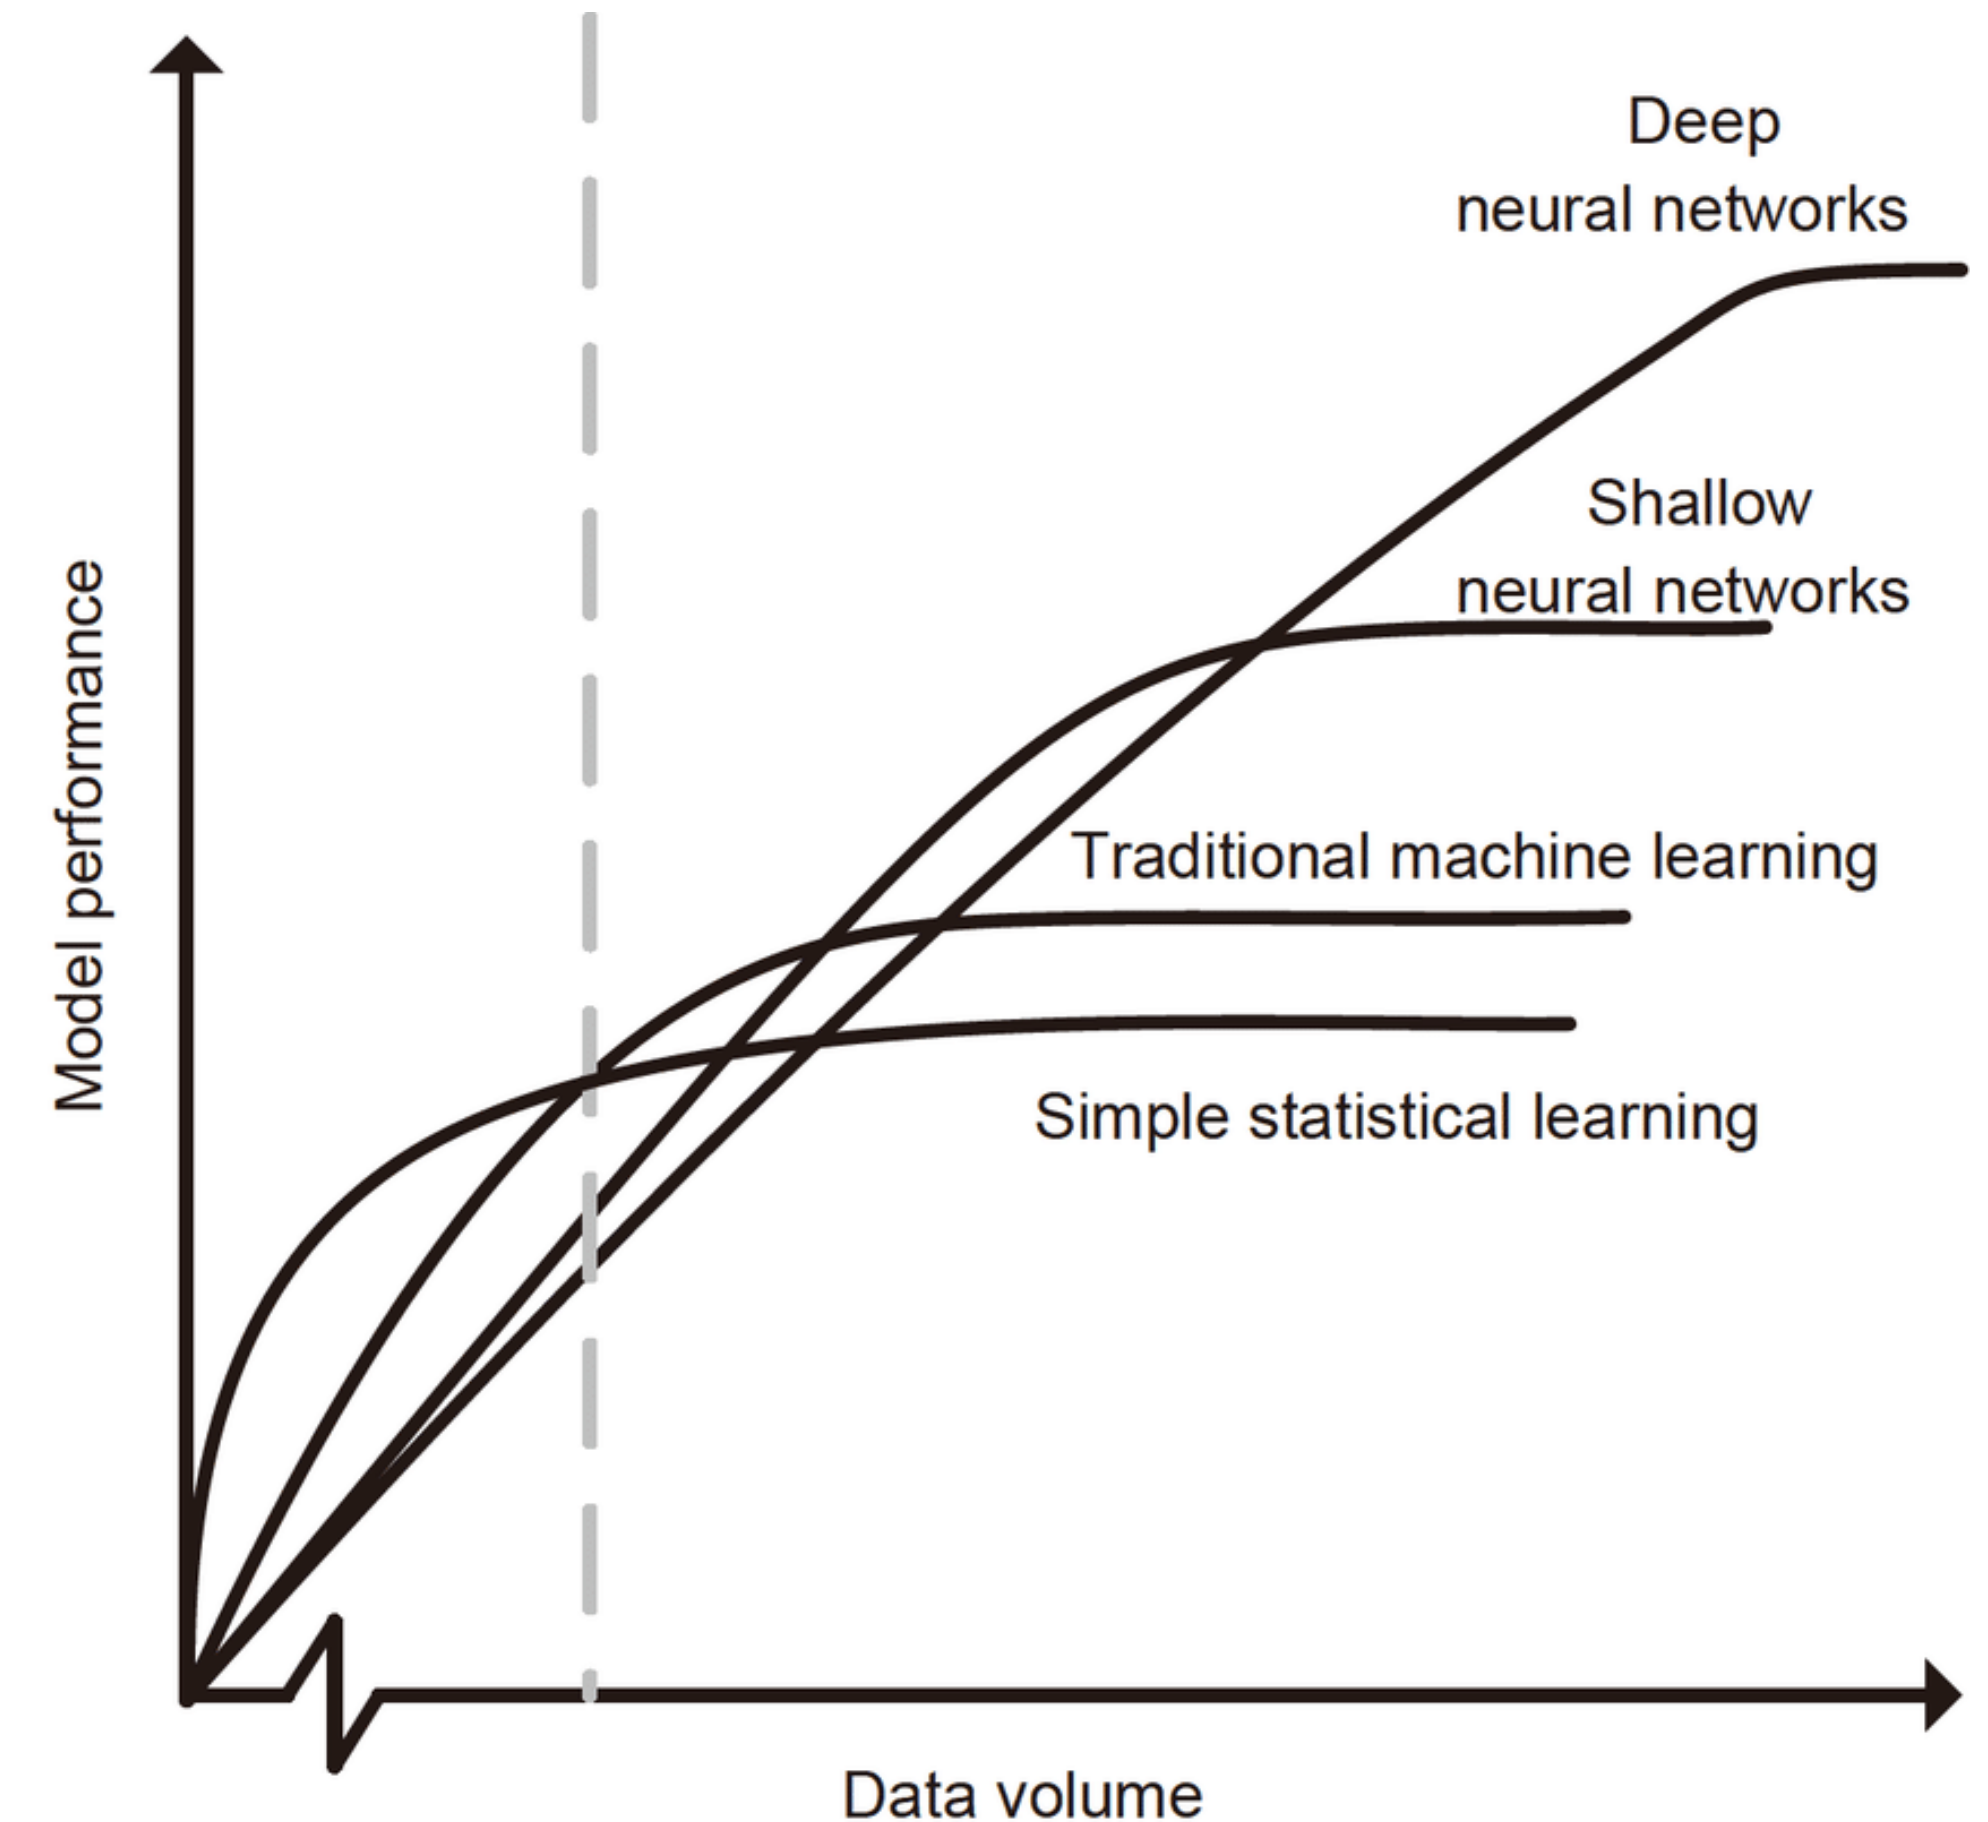 Deep
neural networks
Shallow
neural networks
Traditional machine learning
Simple statistical learning
Model performance
Data volume